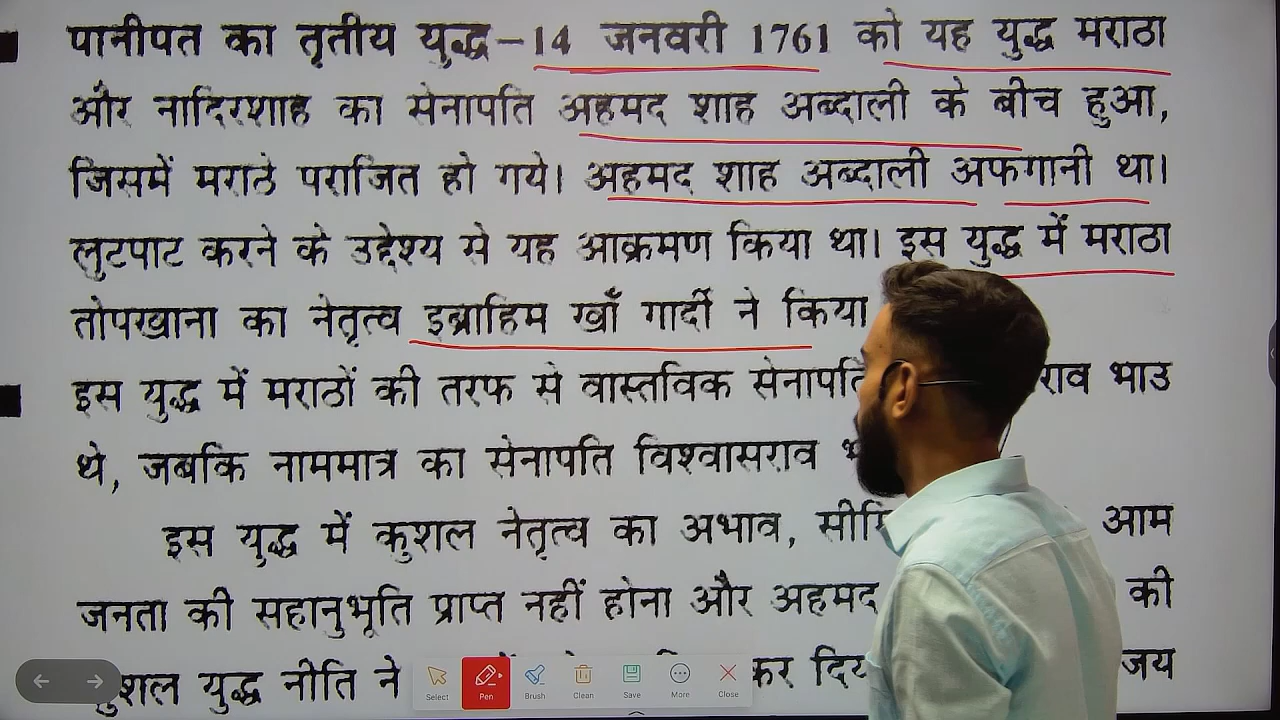 पानीपत का तृतीय युद्ध–14 जनवरी 1761 को यह युद्ध मराठा
और नादिरशाह का सेनापति अहमद शाह अब्दाली के बीच हुआ,
जिसमें मराठे पराजित हो गये। अहमद शाह अब्दाली अफगानी था।
लुटपाट करने के उद्देश्य से यह आक्रमण किया था। इस युद्ध में मराठा
तोपखाना का नेतृत्व इब्राहिम खाँ गार्दी ने किया
इस युद्ध में मराठों की तरफ से वास्तविक सेनापति राव भाउ
थे, जबकि नाममात्र का सेनापति विश्वासराव
इस युद्ध में कुशल नेतृत्व का अभाव, आम
जनता की सहानुभूति प्राप्त नहीं होना और अहमद की
युद्ध नीति ने कर
Select Pen Brush Clean Save More Close